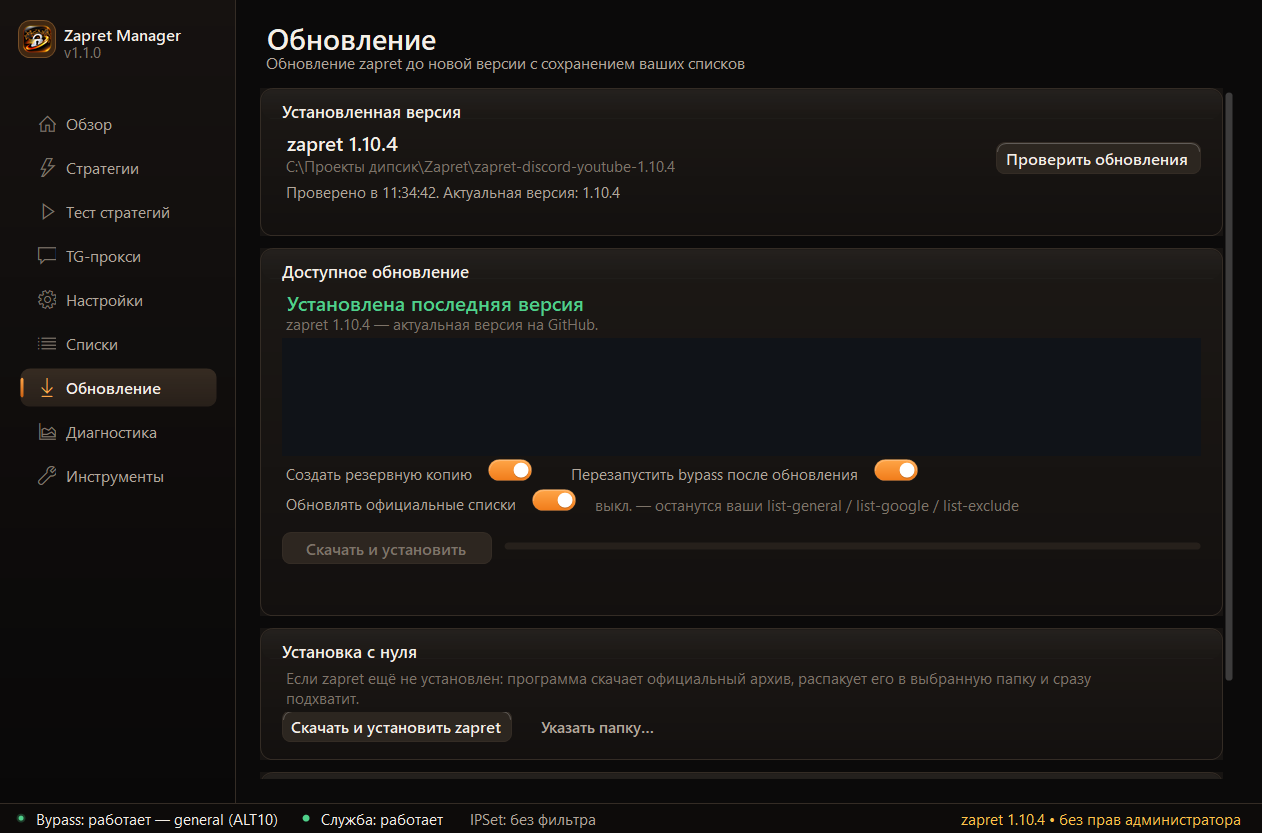 Zapret Manager
v1.1.0
Обзор
Стратегии
Тест стратегий
TG-прокси
Настройки
Списки
Обновление
Диагностика
Инструменты
Обновление
Обновление zapret до новой версии с сохранением ваших списков
Установленная версия
zapret 1.10.4
C:\Проекты дипсик\Zapret\zapret-discord-youtube-1.10.4
Проверено в 11:34:42. Актуальная версия: 1.10.4
Проверить обновления
Доступное обновление
Установлена последняя версия
zapret 1.10.4 — актуальная версия на GitHub.
Создать резервную копию
Перезапустить bypass после обновления
Обновлять официальные списки
выкл. — останутся ваши list-general / list-google / list-exclude
Скачать и установить
Установка с нуля
Если zapret ещё не установлен: программа скачает официальный архив, распакует его в выбранную папку и сразу
подхватит.
Скачать и установить zapret
Указать папку...
Bypass: работает — general (ALT10)
Служба: работает
IPSet: без фильтра
zapret 1.10.4 • без прав администратора